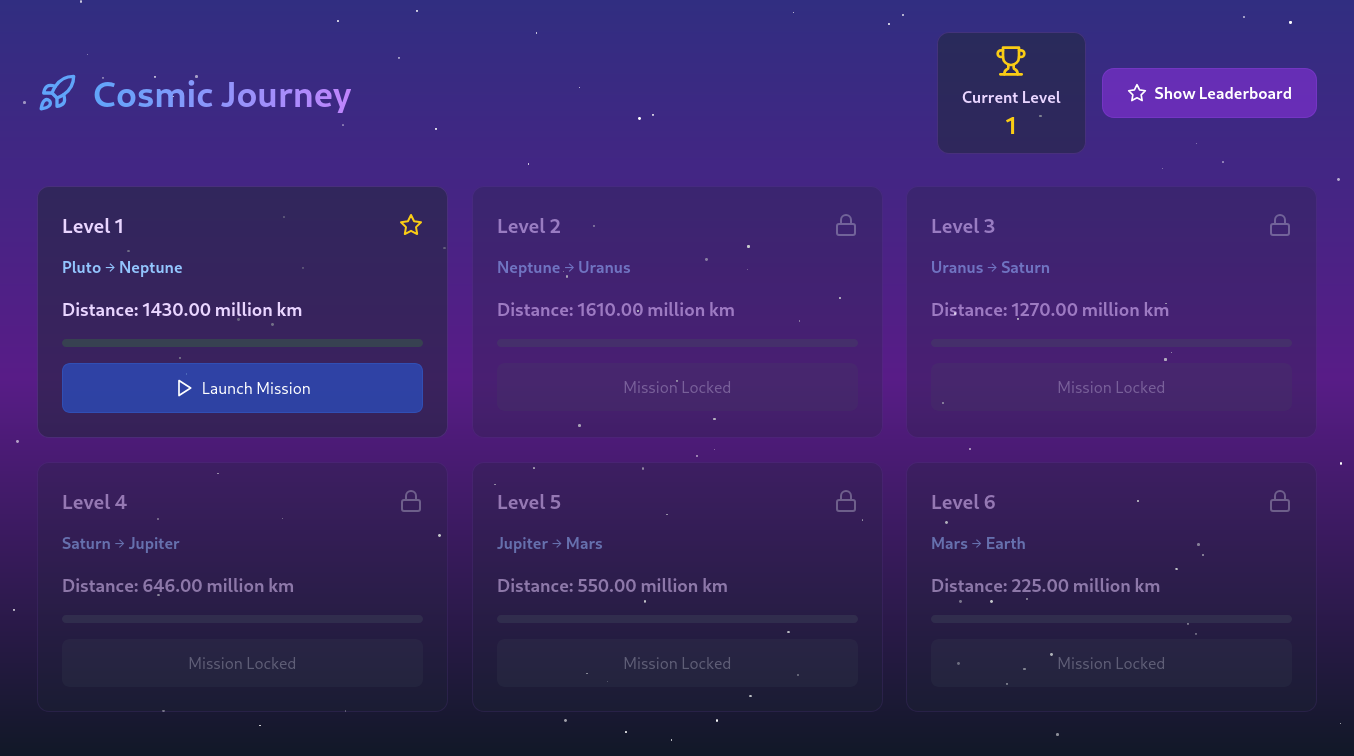 Cosmic Journey
Current Level
1
Show Leaderboard
Level 1
Pluto → Neptune
Distance: 1430.00 million km
Launch Mission
Level 2
Neptune → Uranus
Distance: 1610.00 million km
Mission Locked
Level 3
Uranus → Saturn
Distance: 1270.00 million km
Mission Locked
Level 4
Saturn → Jupiter
Distance: 646.00 million km
Mission Locked
Level 5
Jupiter → Mars
Distance: 550.00 million km
Mission Locked
Level 6
Mars → Earth
Distance: 225.00 million km
Mission Locked